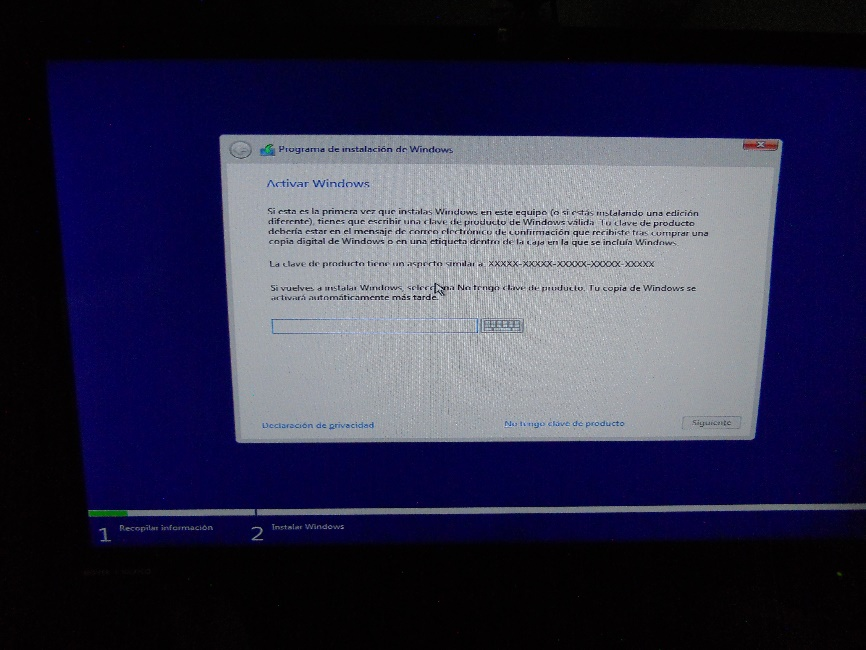 Programa de instalación de Windows
Activar Windows
Si esta es la primera vez que instalas Windows en este equipo (o si estás instalando una edición
diferente), tienes que escribir una clave de producto de Windows válida. Tu clave de producto
debería estar en el mensaje de correo electrónico de confirmación que recibiste tras comprar una
copia digital de Windows o en una etiqueta dentro de la caja en la que se incluía Windows.
La clave de producto tiene un aspecto similar a: XXXXX-XXXXX-XXXXX-XXXXX-XXXXX
Si vuelves a instalar Windows, selecciona No tengo clave de producto. Tu copia de Windows se
activará automáticamente más tarde.
Declaración de privacidad
No tengo clave de producto
Siguiente
1 Recopilar información
2 Instalar Windows